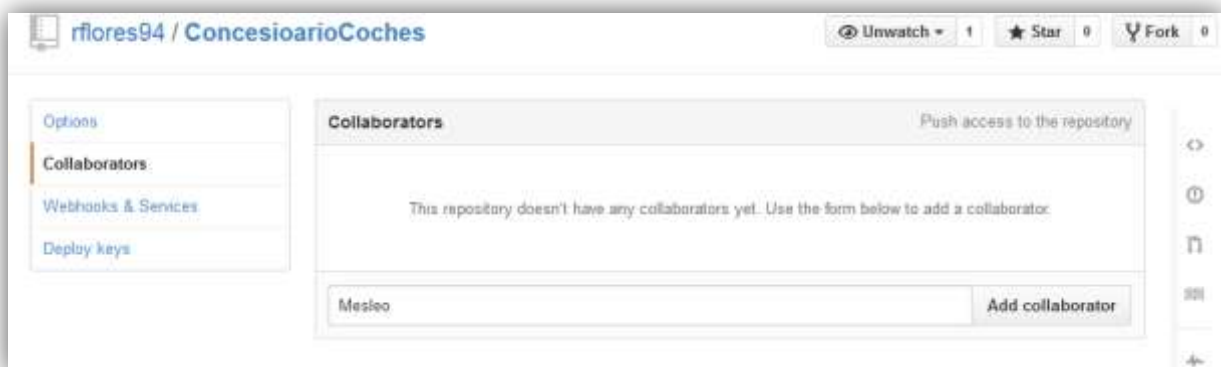 rflores94 / ConcesioarioCoches
Unwatch 1 Star 0 Fork 0
Options
Collaborators
Webhooks & Services
Deploy keys
Collaborators Push access to the repository
This repository doesn't have any collaborators yet. Use the form below to add a collaborator.
Mesleo Add collaborator